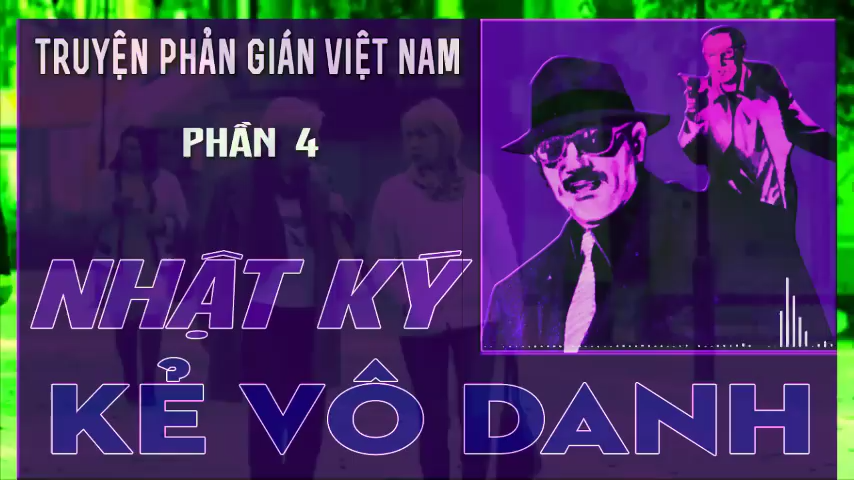 TRUYỆN PHẢN GIÁN VIỆT NAM
PHẦN 4
NHẬT KÝ
KẺ VÔ DANH